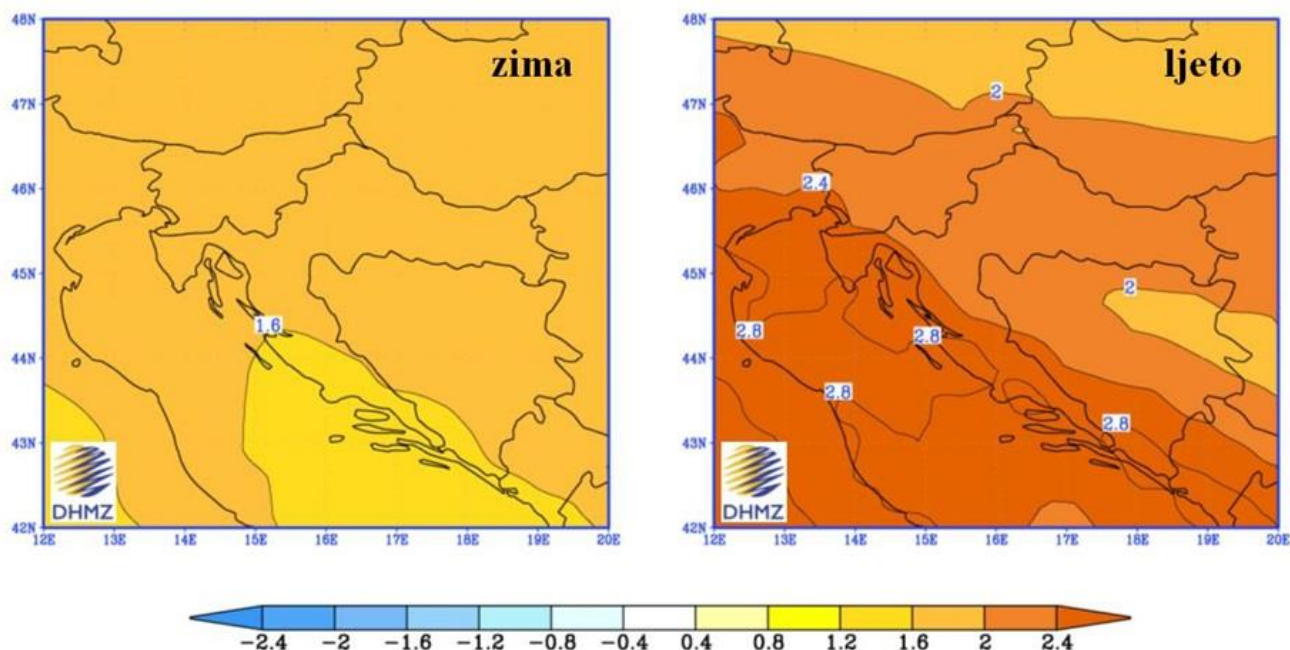 48N
zima
47N
46N
45N
1.6
44N
43N
DHMZ
42N
12E 13E 14E 15E 16E 17E 18E 19E 20E
48N
ljeto
47N
2
46N
2.4
45N
2
2.8
2.8
44N
2.8
43N
2.8
DHMZ
42N
12E 13E 14E 15E 16E 17E 18E 19E 20E
-2.4 -2 -1.6 -1.2 -0.8 -0.4 0.4 0.8 1.2 1.6 2 2.4